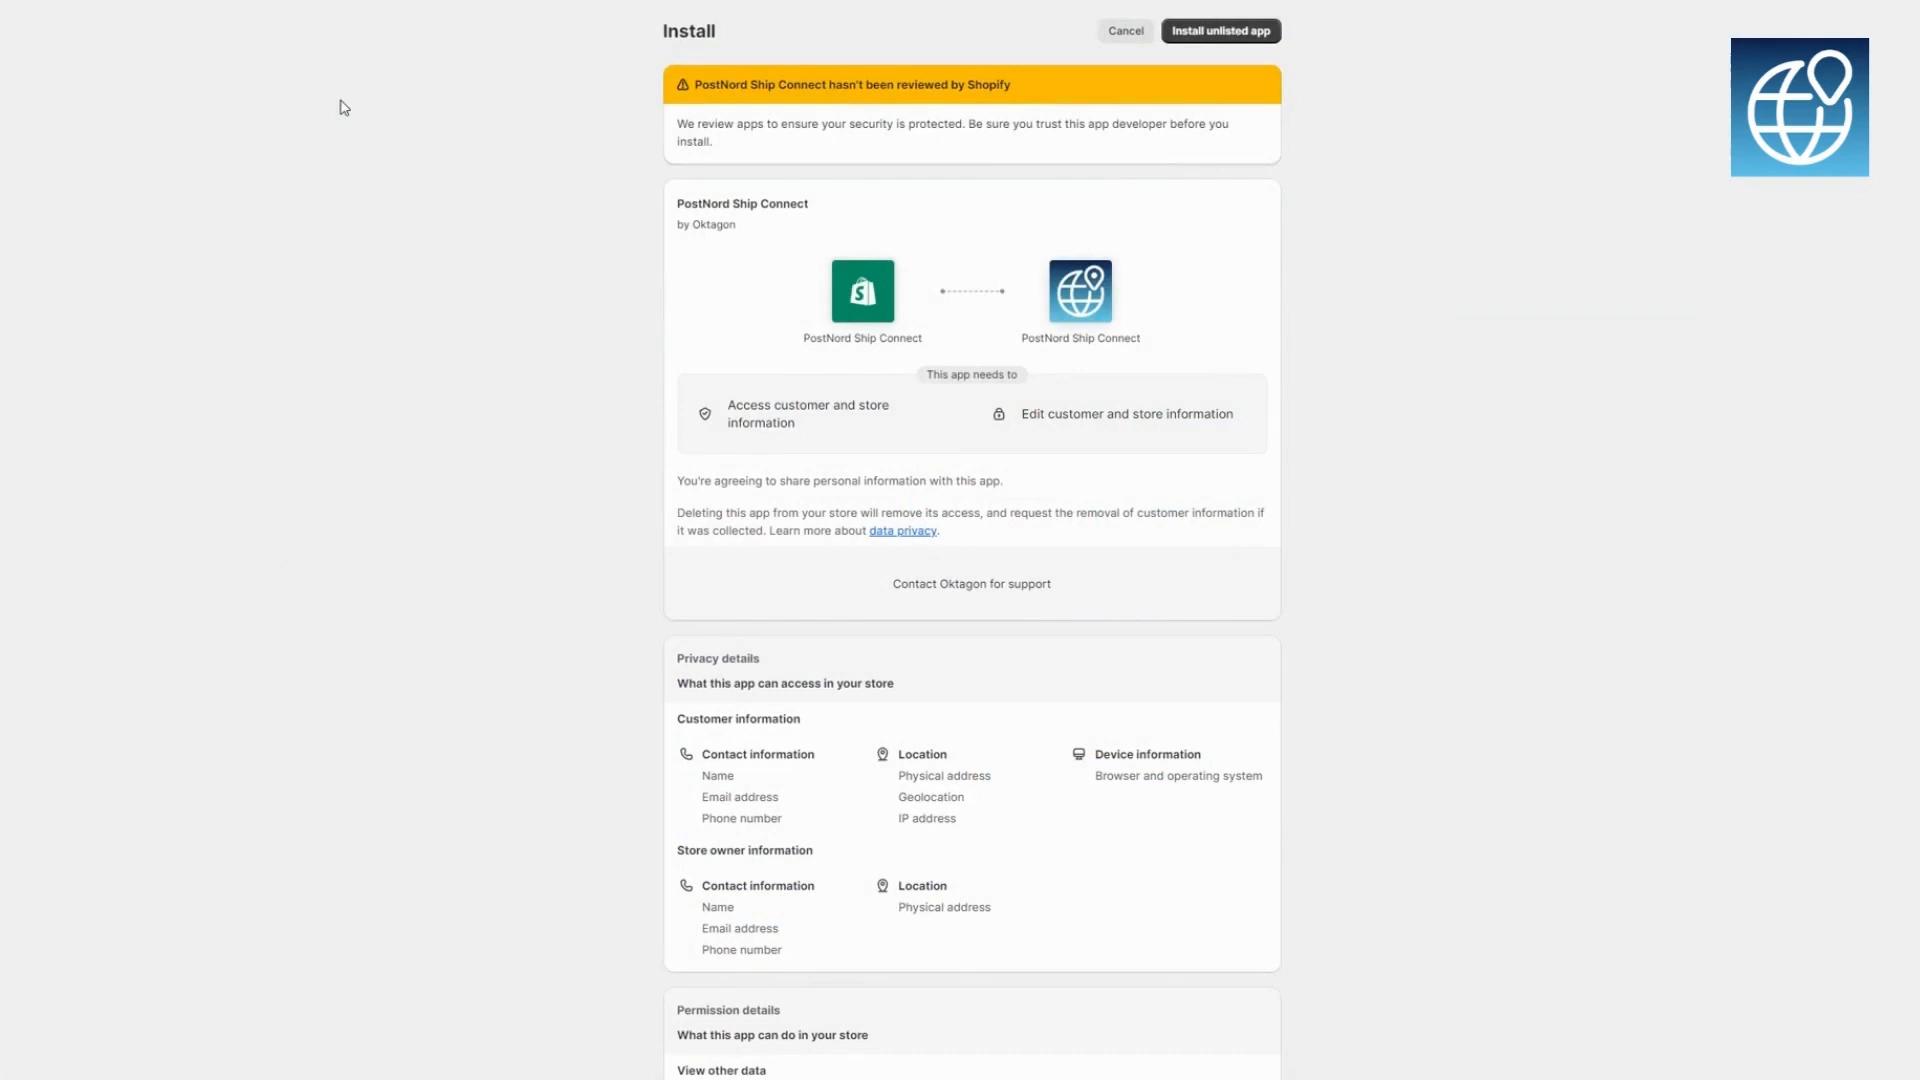 Install
Cancel
Install unlisted app
PostNord Ship Connect hasn't been reviewed by Shopify
We review apps to ensure your security is protected. Be sure you trust this app developer before you
install.
PostNord Ship Connect
by Oktagon
PostNord Ship Connect
PostNord Ship Connect
This app needs to
Access customer and store
information
Edit customer and store information
You're agreeing to share personal information with this app.
Deleting this app from your store will remove its access, and request the removal of customer information if
it was collected. Learn more about data privacy.
Contact Oktagon for support
Privacy details
What this app can access in your store
Customer information
Contact information
Name
Email address
Phone number
Location
Physical address
Geolocation
IP address
Device information
Browser and operating system
Store owner information
Contact information
Name
Email address
Phone number
Location
Physical address
Permission details
What this app can do in your store
View other data